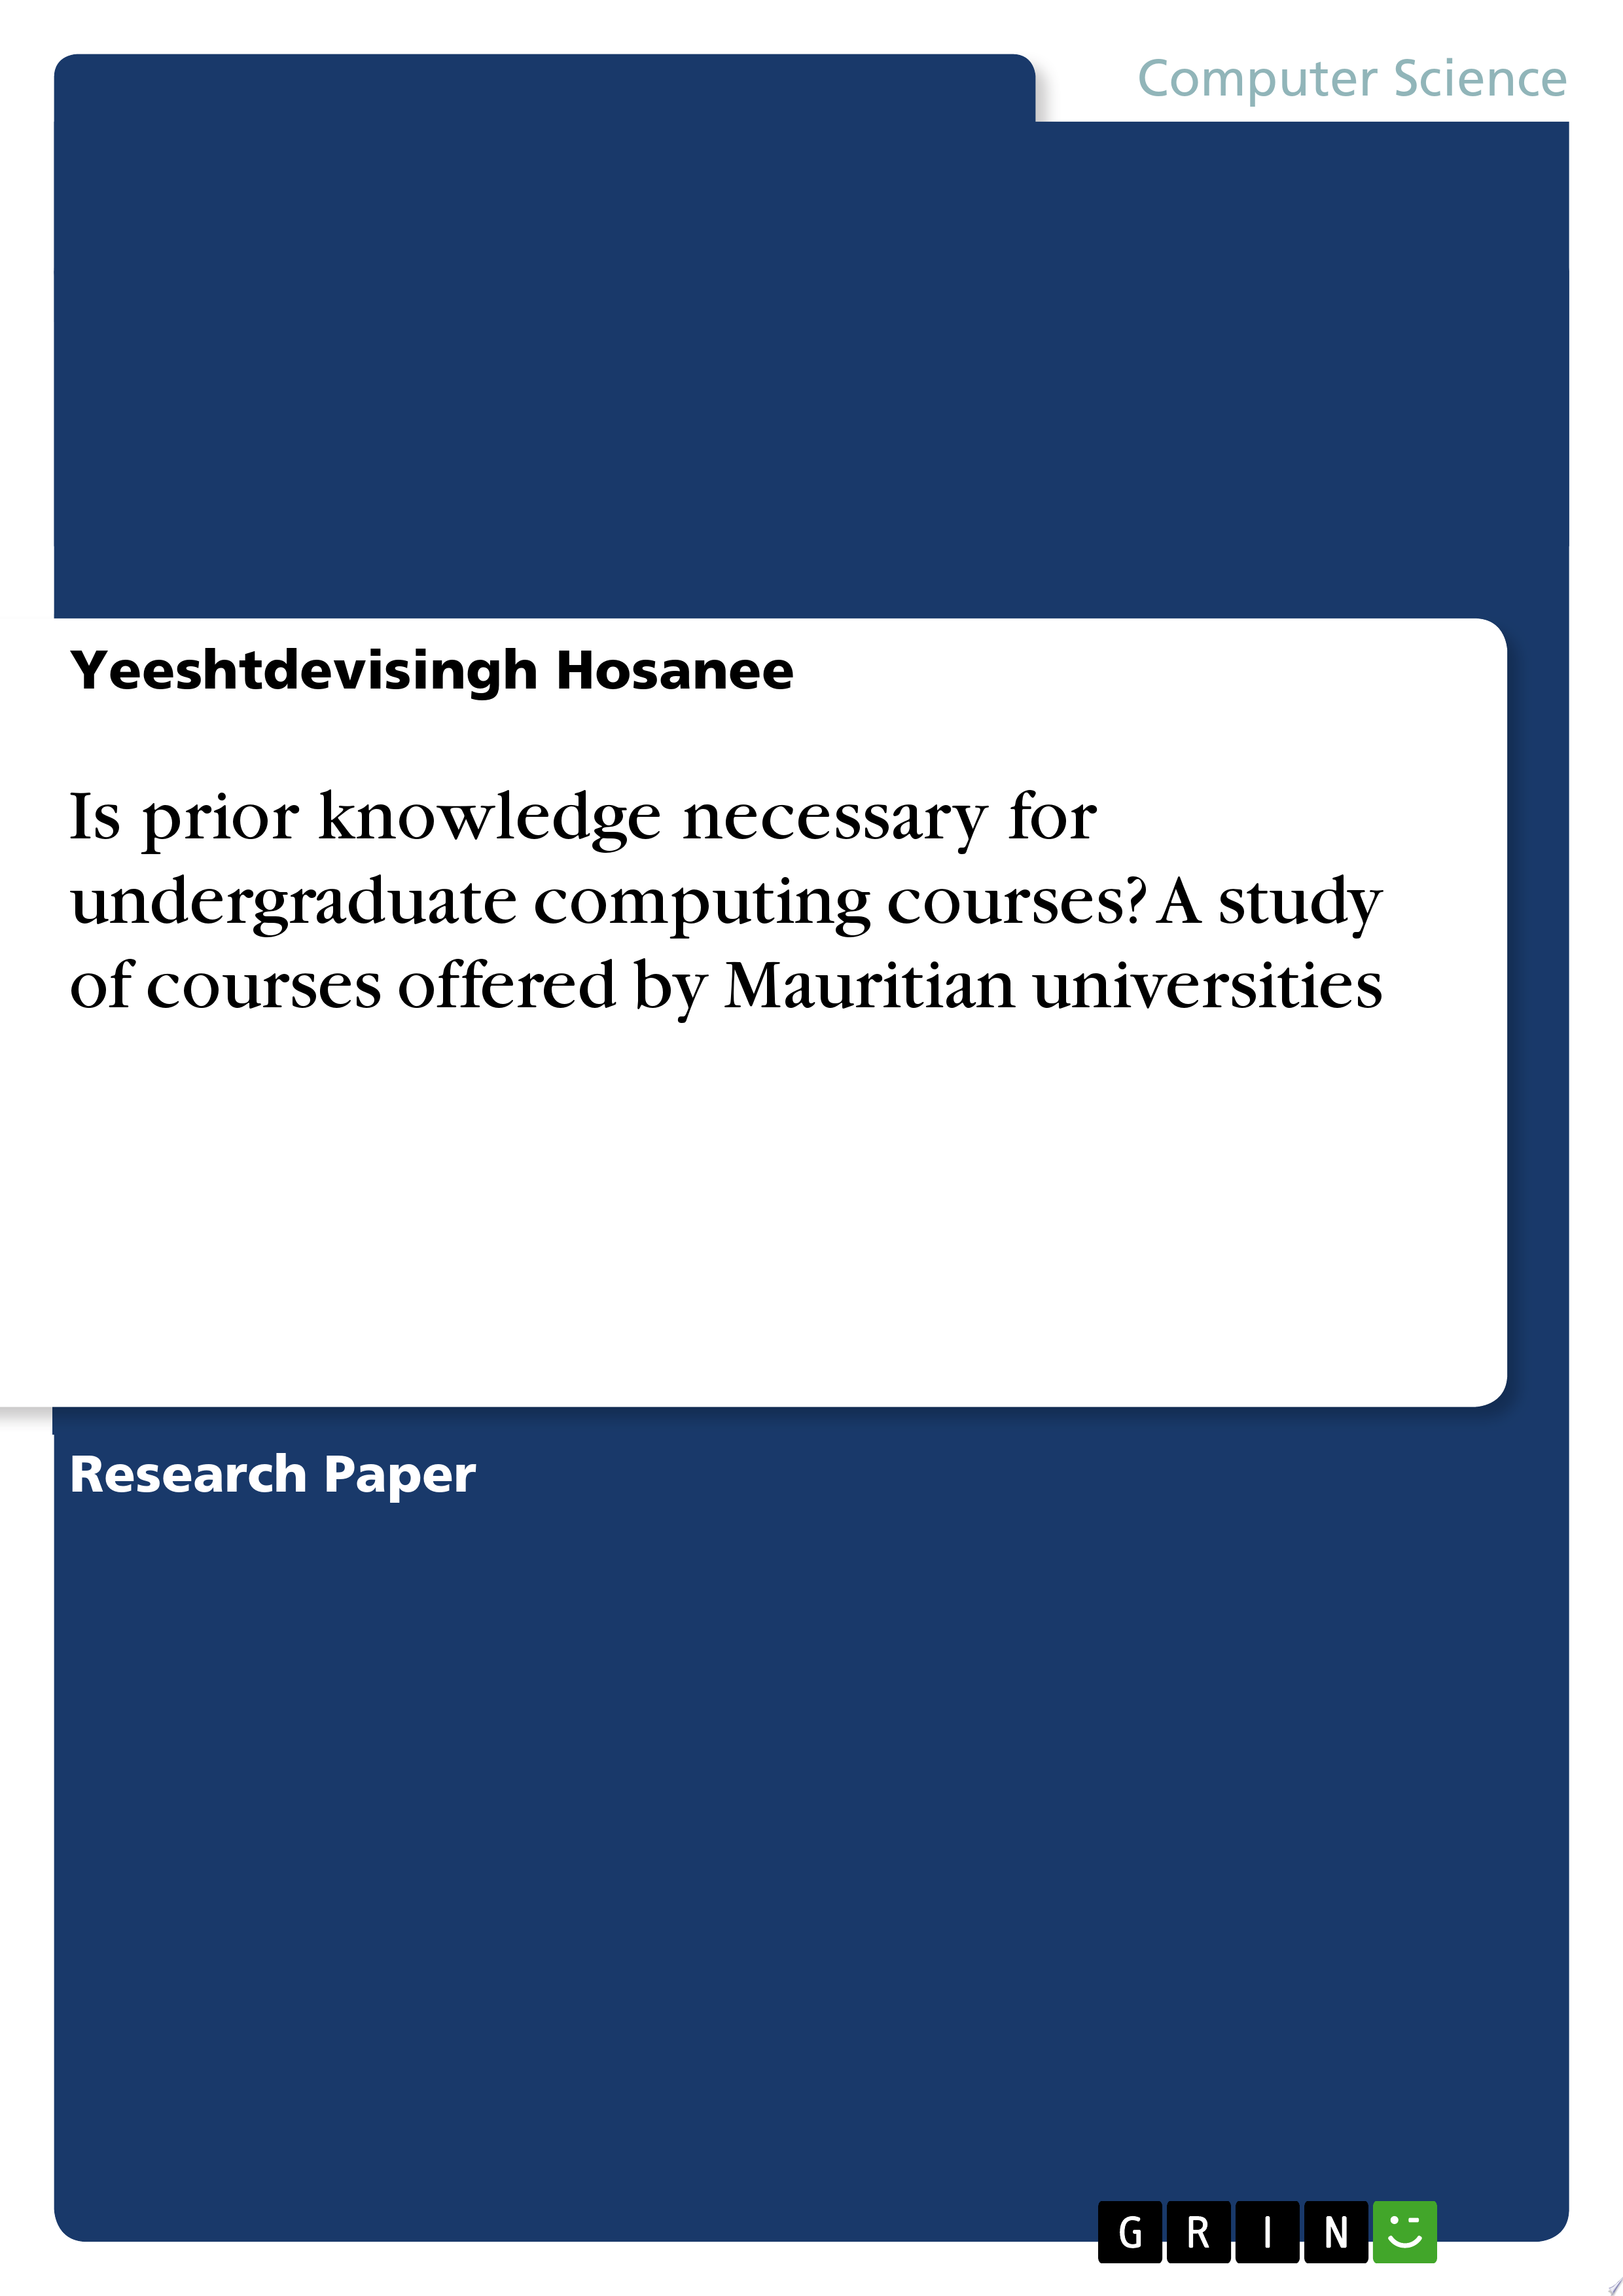 Computer Science
Yeeshtdevisingh Hosanee
Is prior knowledge necessary for
undergraduate computing courses? A study
of courses offered by Mauritian universities
Research Paper
GRIN